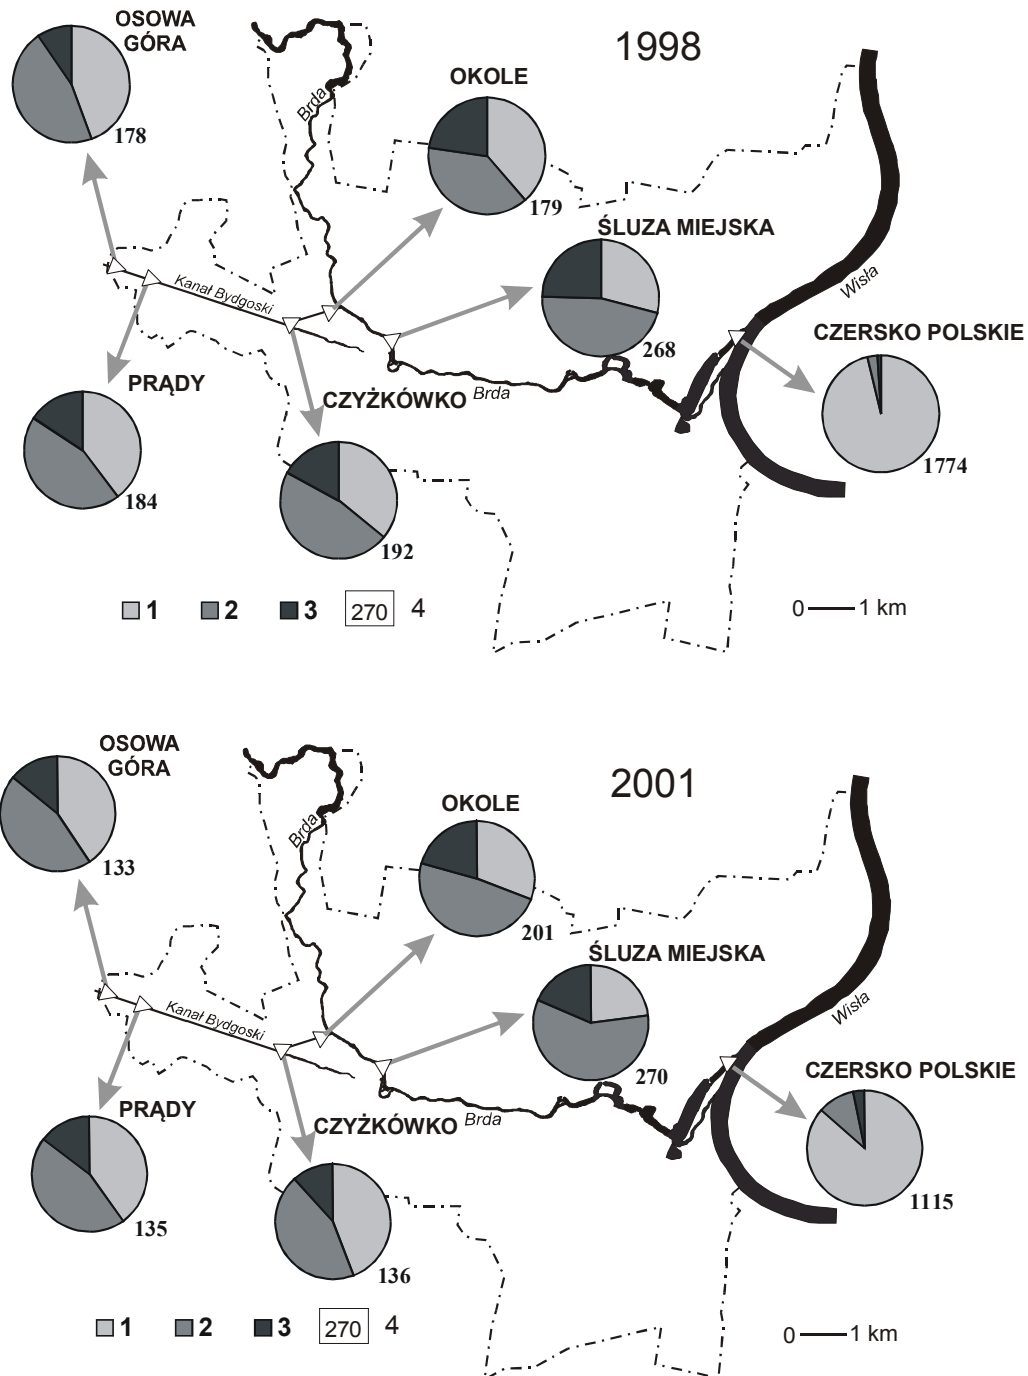 OSOWA
GÓRA
178
1998
OKOLE
179
Brda
ŚLUZA MIEJSKA
268
Wisła
Kanał Bydgoski
CZERSKO POLSKIE
1774
PRĄDY
184
CZYŻKÓWKO
Brda
192
1 2 3 270 4
0 1 km
OSOWA
GÓRA
133
2001
OKOLE
201
Brda
ŚLUZA MIEJSKA
270
Wisła
Kanał Bydgoski
CZERSKO POLSKIE
1115
PRĄDY
135
CZYŻKÓWKO
Brda
136
1 2 3 270 4
0 1 km